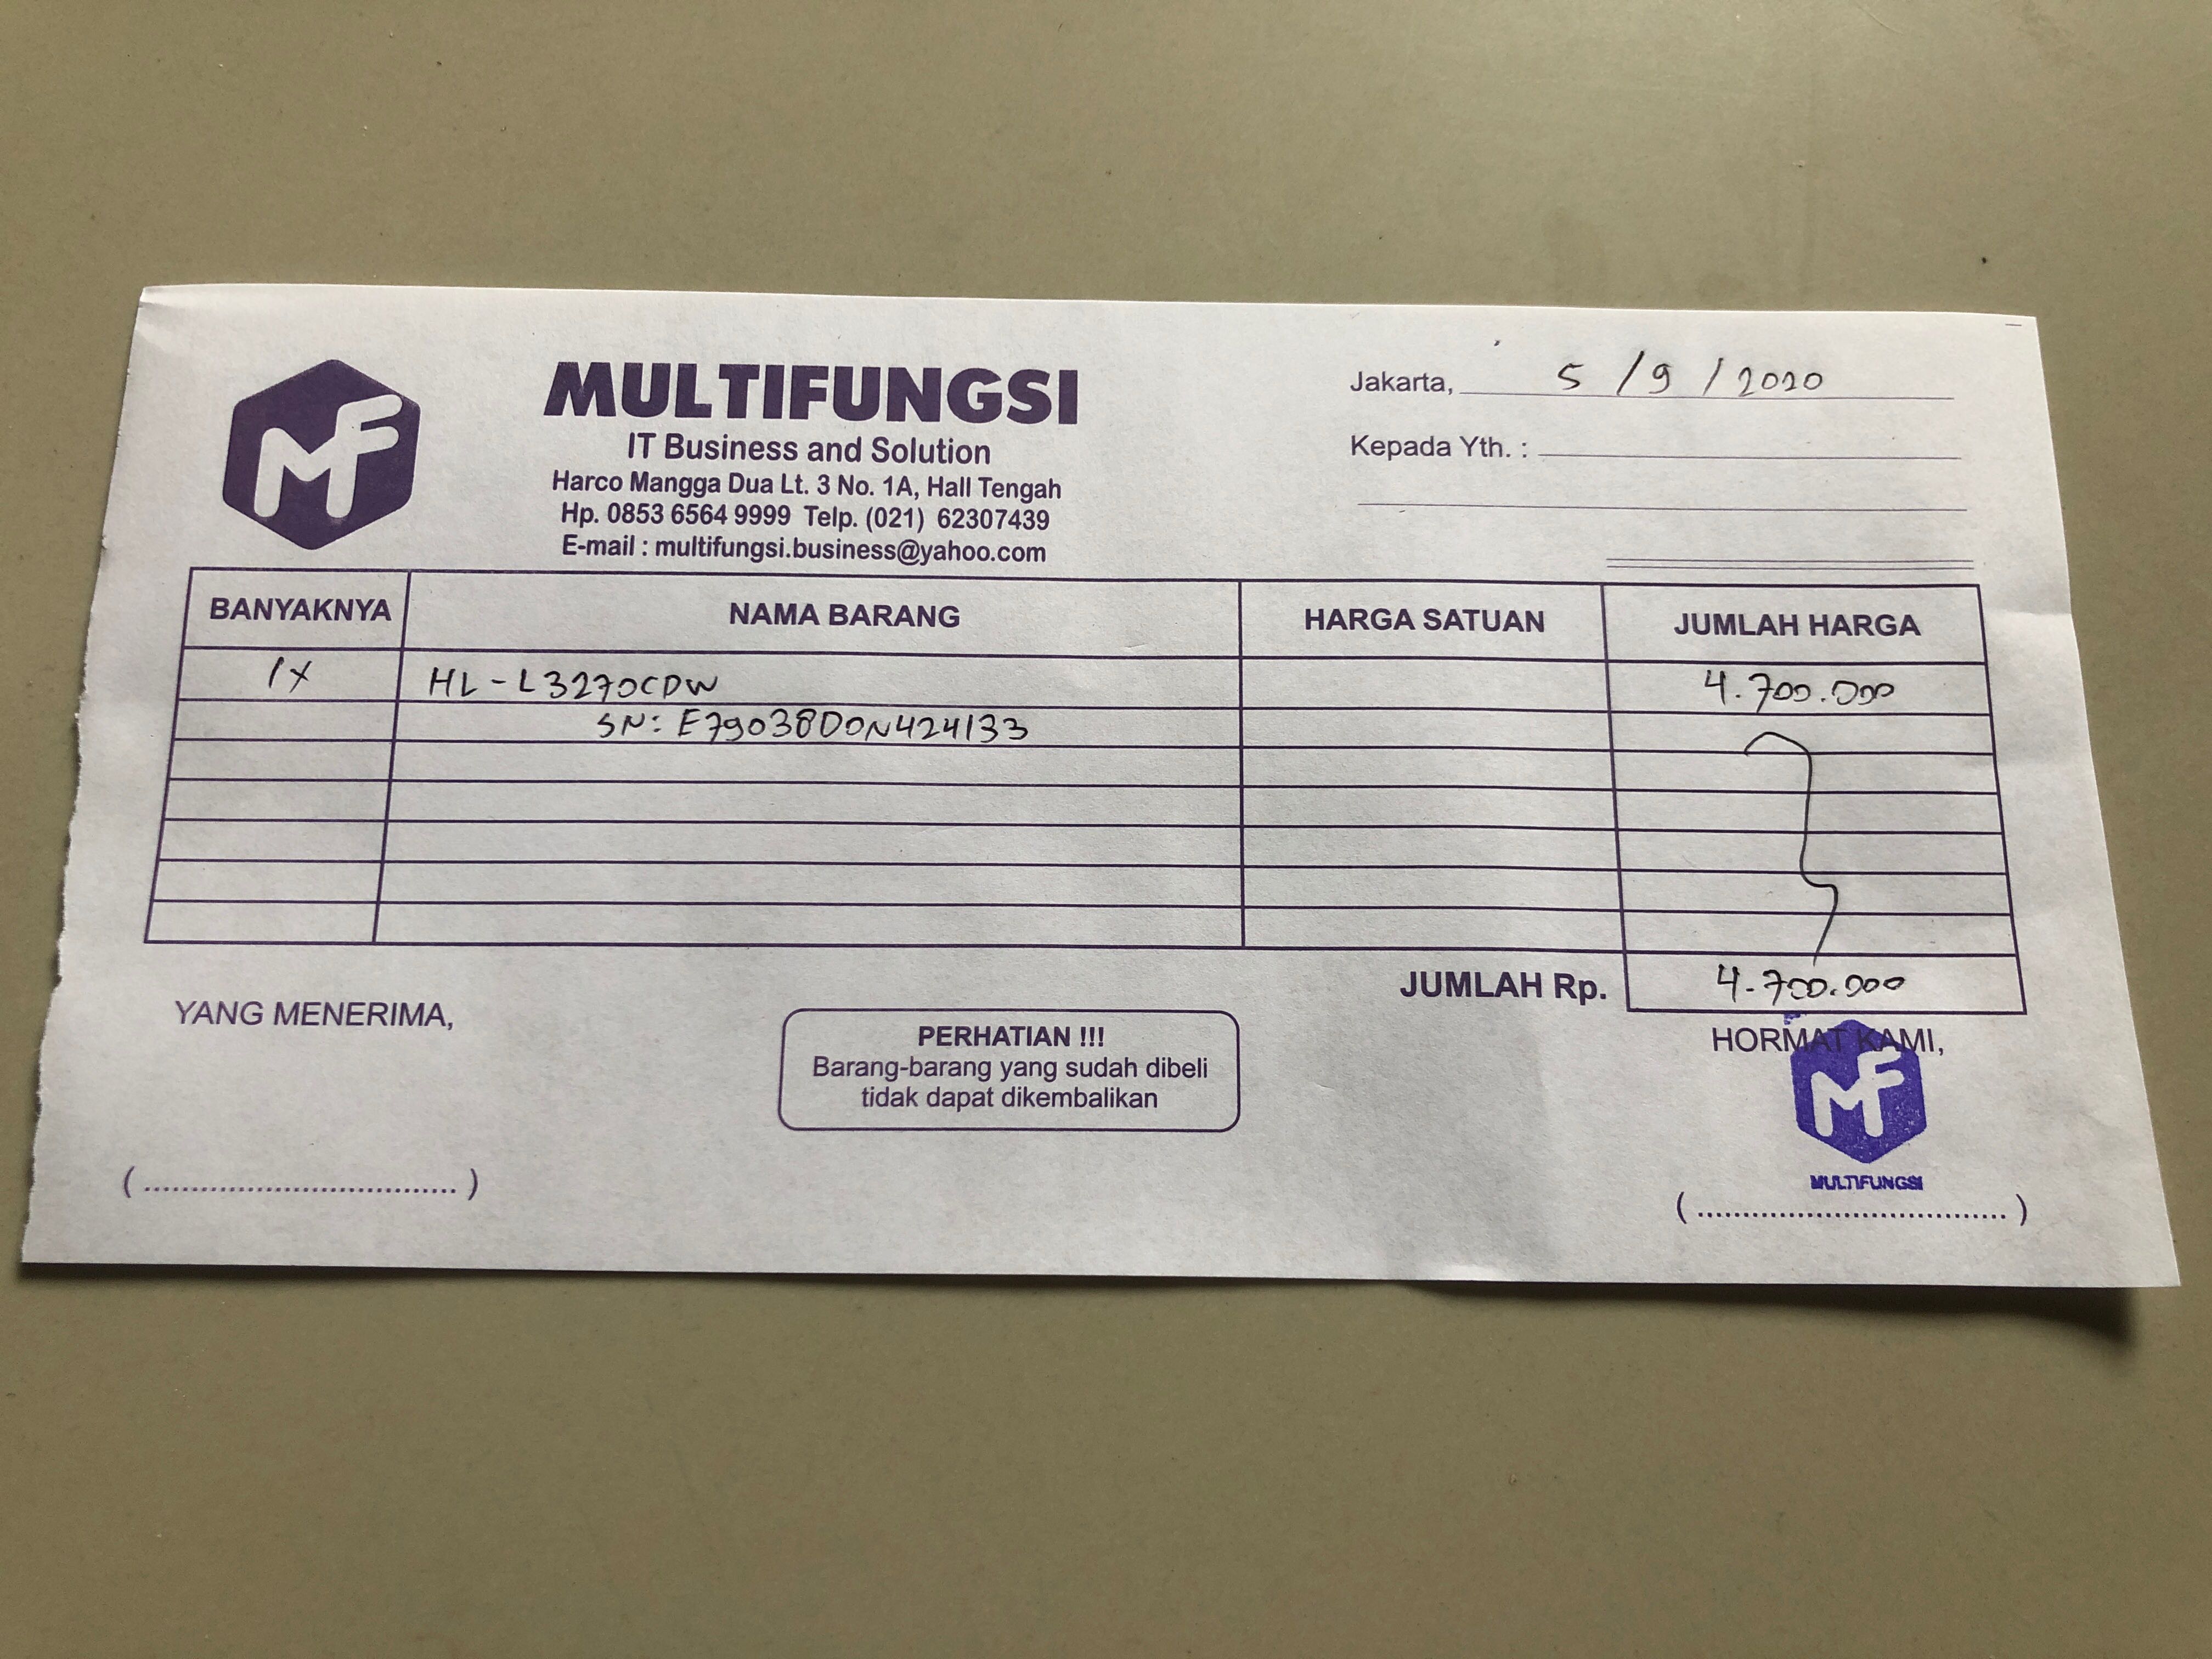 MF
MULTIFUNGSI
IT Business and Solution
Harco Mangga Dua Lt. 3 No. 1A, Hall Tengah
Hp. 0853 6564 9999 Telp. (021) 62307439
E-mail : multifungsi.business@yahoo.com
Jakarta, 5 / 9 / 2020
Kepada Yth. :
BANYAKNYA NAMA BARANG HARGA SATUAN JUMLAH HARGA
1x HL-L3270CDW 4.700.000
SN: E79038D0N424133
JUMLAH Rp. 4.700.000
YANG MENERIMA,
PERHATIAN !!!
Barang-barang yang sudah dibeli
tidak dapat dikembalikan
HORMAT KAMI,
MF
MULTIFUNGSI
(..................................)
(..................................)